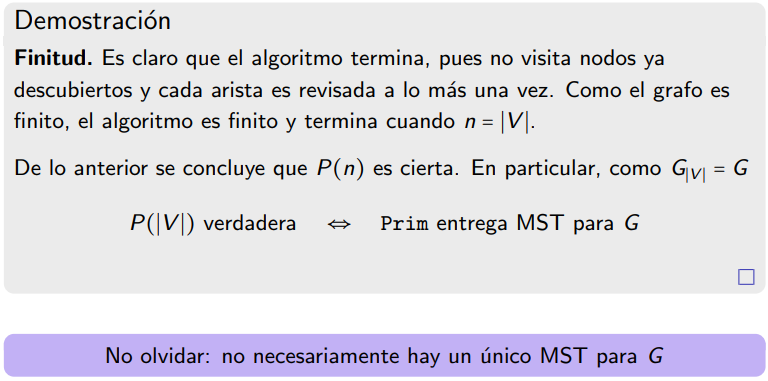 Demostración
Finitud. Es claro que el algoritmo termina, pues no visita nodos ya
descubiertos y cada arista es revisada a lo más una vez. Como el grafo es
finito, el algoritmo es finito y termina cuando n = |V|.
De lo anterior se concluye que P(n) es cierta. En particular, como G|V| = G
P(|V|) verdadera ⇔ Prim entrega MST para G
□
No olvidar: no necesariamente hay un único MST para G